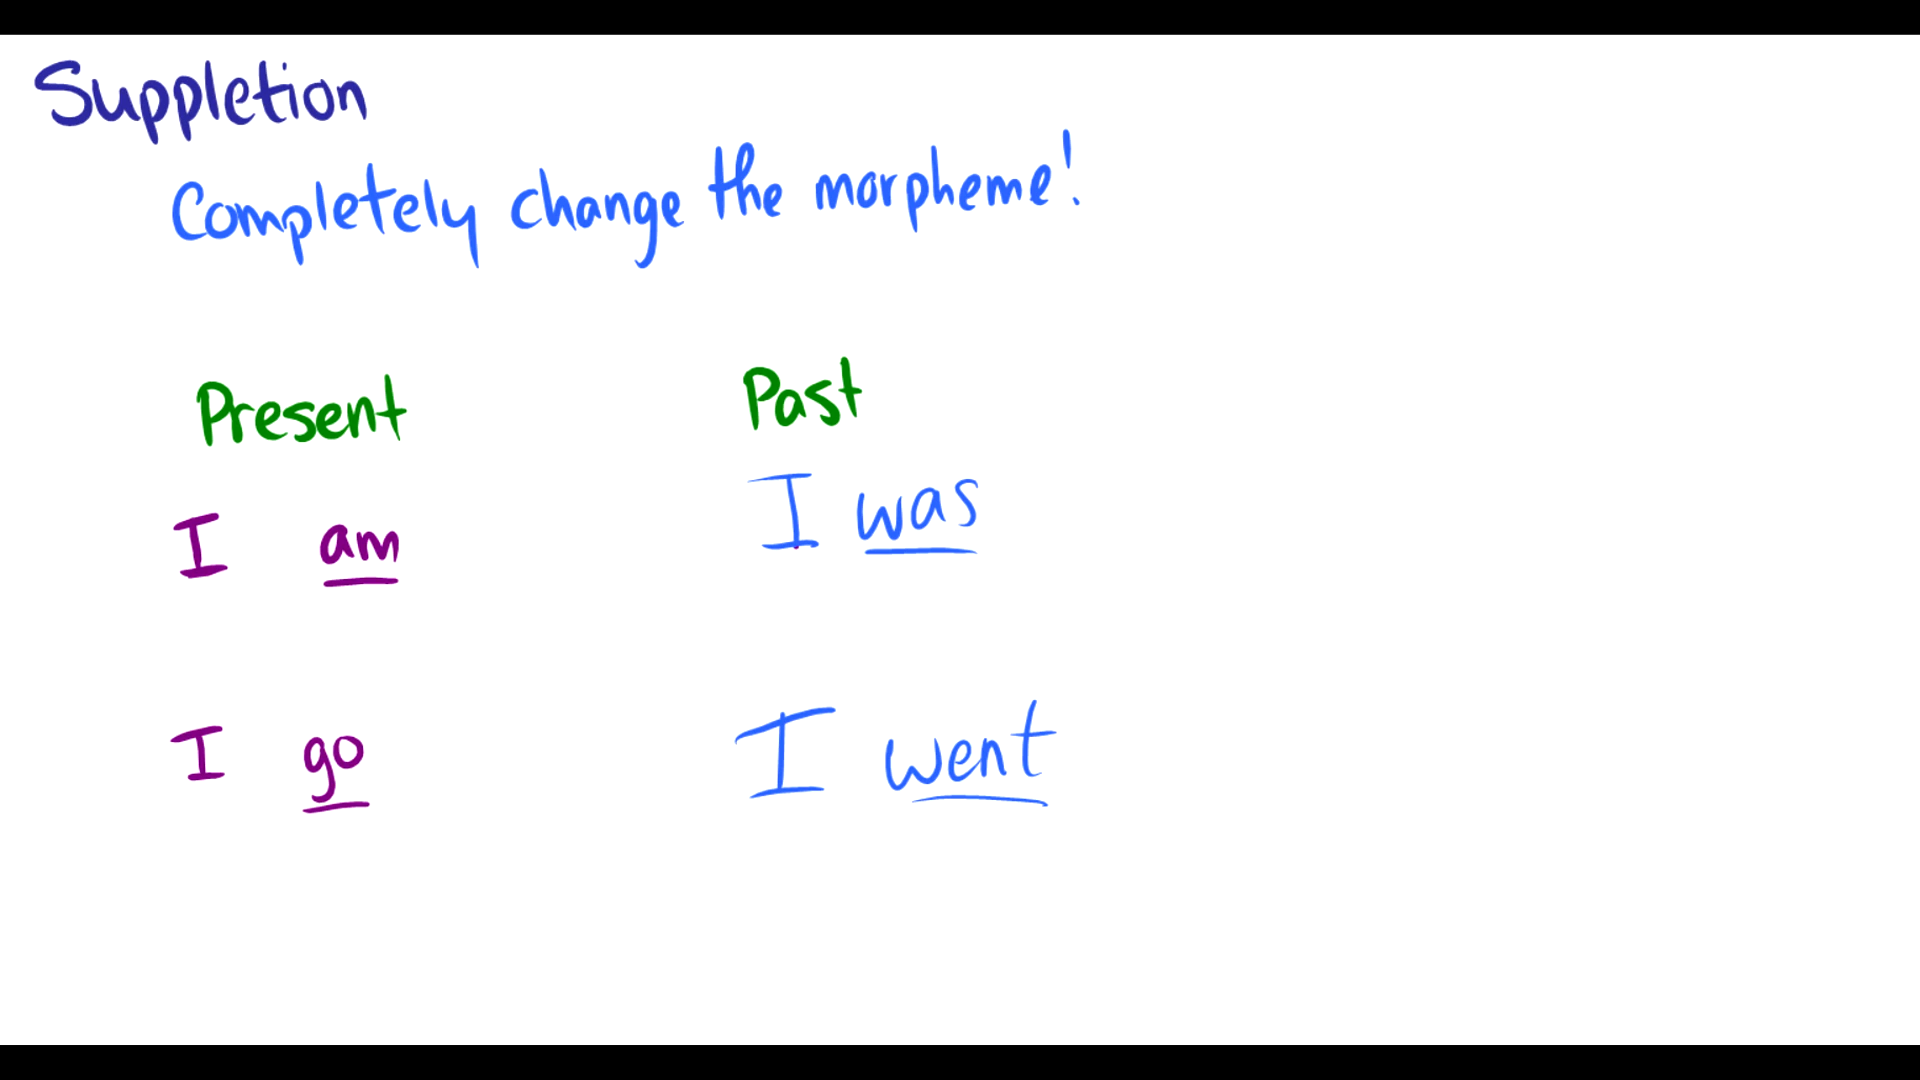 Suppletion
Completely change the morpheme!
Present Past
I am I was
I go I went